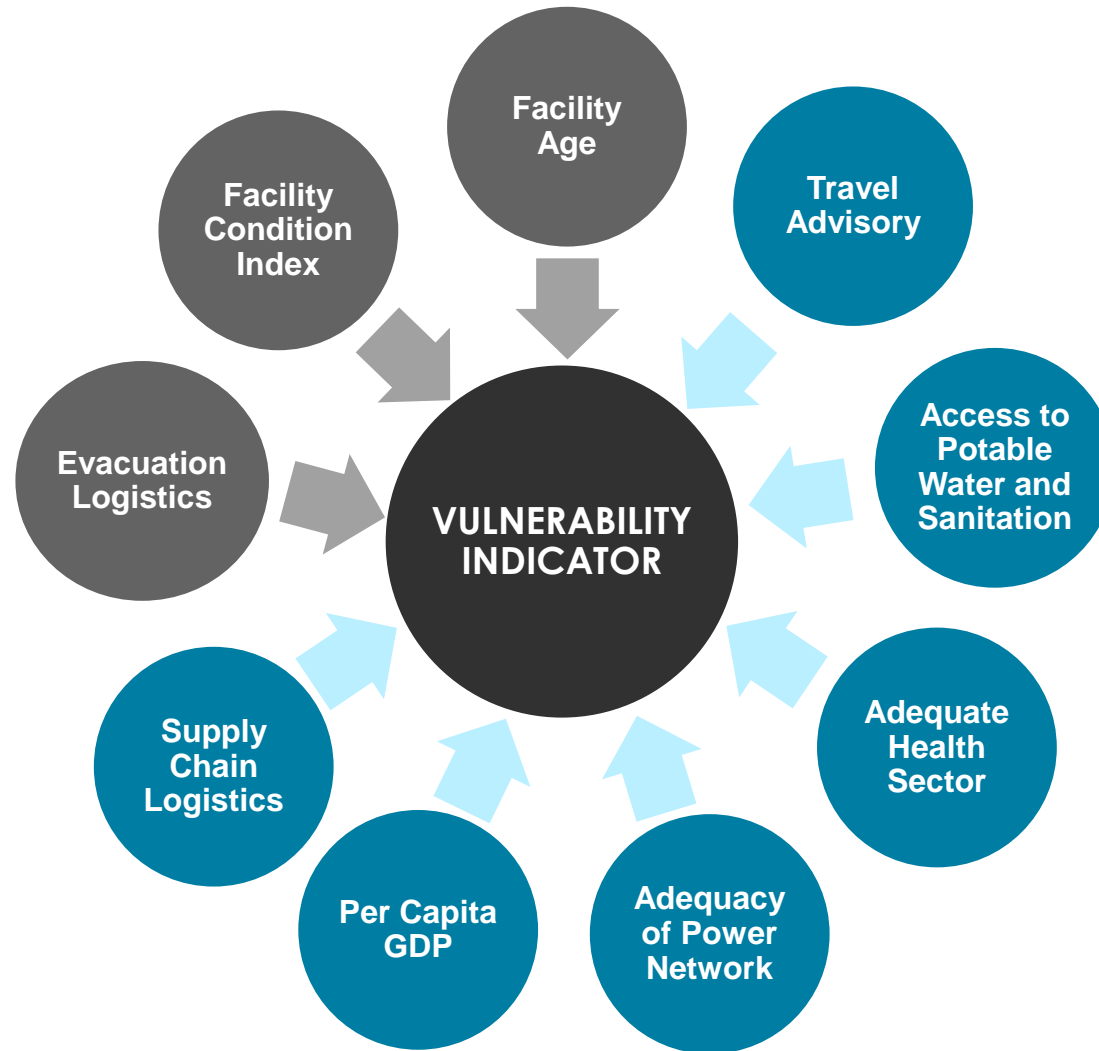 Facility
Age
Travel
Advisory
Access to
Potable
Water and
Sanitation
Adequate
Health
Sector
Adequacy
of Power
Network
Per Capita
GDP
Supply
Chain
Logistics
Evacuation
Logistics
Facility
Condition
Index
VULNERABILITY
INDICATOR